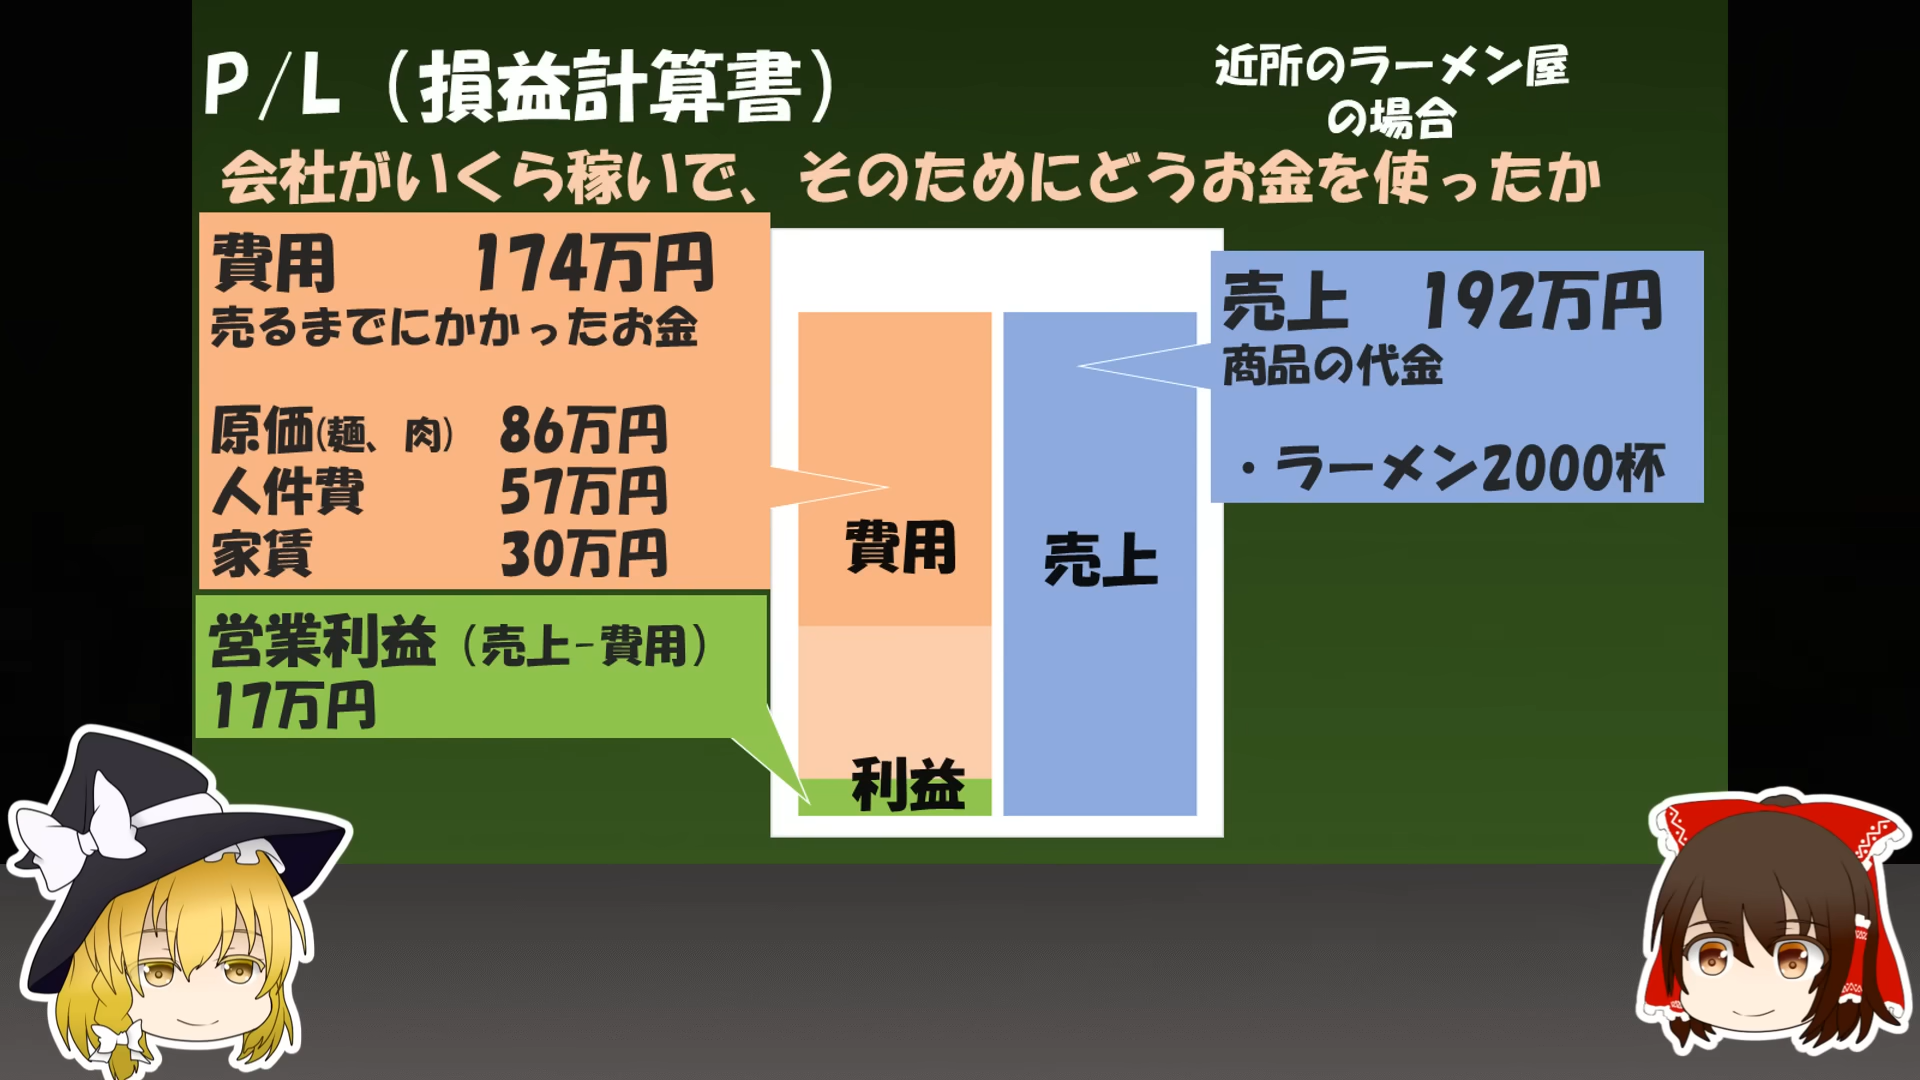 P/L（損益計算書）
近所のラーメン屋
の場合
会社がいくら稼いで、そのためにどうお金を使ったか
費用 174万円
売るまでにかかったお金
原価(麺、肉) 86万円
人件費 57万円
家賃 30万円
営業利益（売上-費用）
17万円
費用
利益
売上
売上 192万円
商品の代金
・ラーメン2000杯